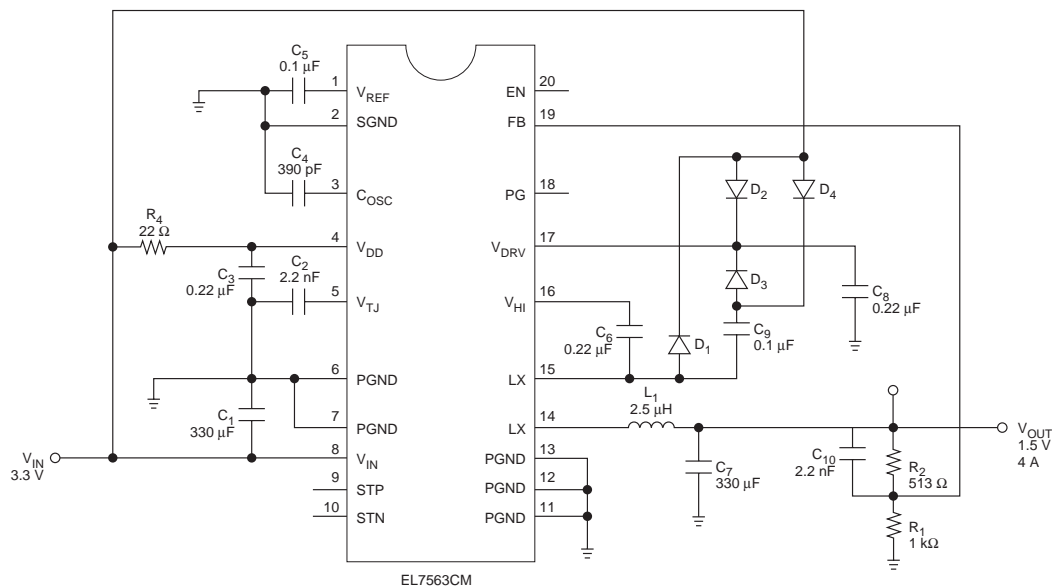 C5
0.1 µF
1
VREF
2
SGND
C4
390 pF
3
COSC
R4
22 Ω
4
VDD
C3
0.22 µF
C2
2.2 nF
5
VTJ
6
PGND
C1
330 µF
7
PGND
VIN
3.3 V
8
VIN
9
STP
10
STN
20
EN
19
FB
18
PG
D2
D4
17
VDRV
D3
C8
0.22 µF
16
VHI
C6
0.22 µF
D1
C9
0.1 µF
15
LX
L1
2.5 µH
14
LX
VOUT
1.5 V
4 A
C7
330 µF
C10
2.2 nF
R2
513 Ω
R1
1 kΩ
13
PGND
12
PGND
11
PGND
EL7563CM